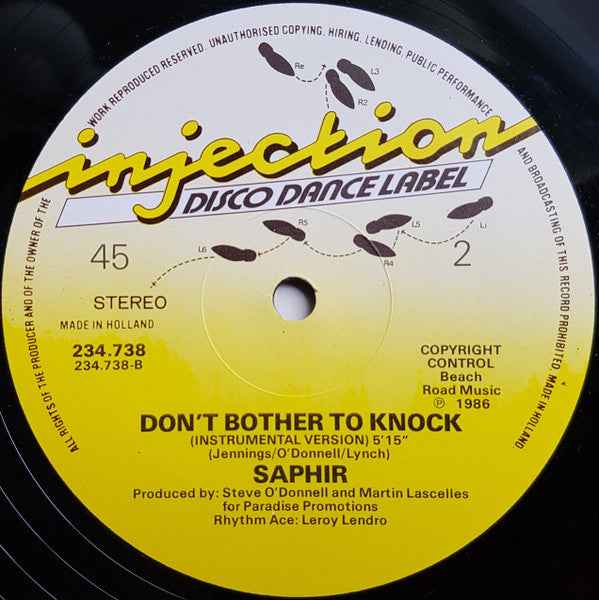 ALL RIGHTS OF THE PRODUCER AND OF THE OWNER OF THE WORK REPRODUCED RESERVED. UNAUTHORISED COPYING, HIRING, LENDING, PUBLIC PERFORMANCE AND BROADCASTING OF THIS RECORD PROHIBITED. MADE IN HOLLAND
Re
L3
R2
injection
DISCO DANCE LABEL
L6
R5
R4
L5
Li
45
2
STEREO
MADE IN HOLLAND
234.738
234.738-B
COPYRIGHT
CONTROL
Beach
Road Music
℗ 1986
DON'T BOTHER TO KNOCK
(INSTRUMENTAL VERSION) 5'15"
(Jennings/O'Donnell/Lynch)
SAPHIR
Produced by: Steve O'Donnell and Martin Lascelles
for Paradise Promotions
Rhythm Ace: Leroy Lendro